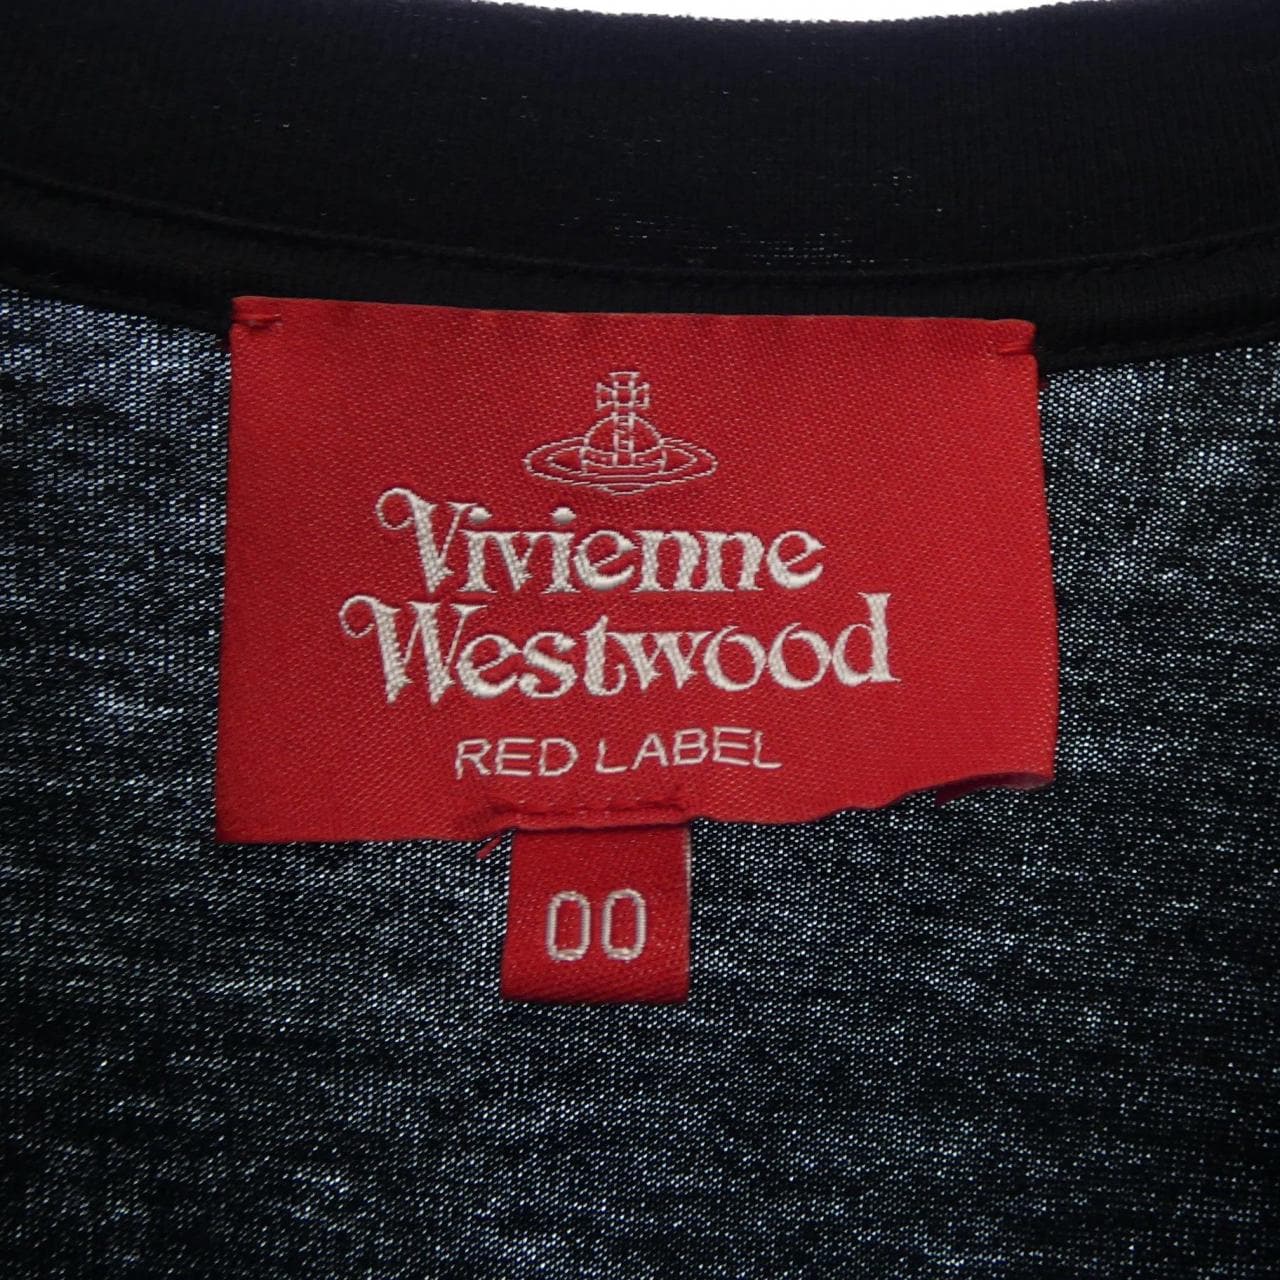 Vivienne
Westwood
RED LABEL
00